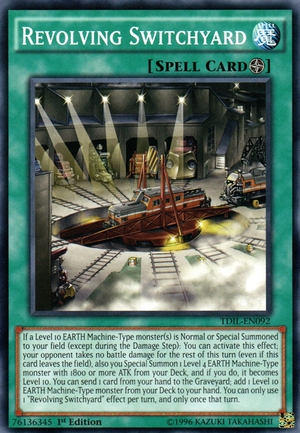 REVOLVING SWITCHYARD
魔
[SPELL CARD]
TDIL-EN092
If a Level 10 EARTH Machine-Type monster(s) is Normal or Special Summoned
to your field (except during the Damage Step): You can activate this effect;
your opponent takes no battle damage for the rest of this turn (even if this
card leaves the field), also you Special Summon 1 Level 4 EARTH Machine-Type
monster with 1800 or more ATK from your Deck, and if you do, it becomes
Level 10. You can send 1 card from your hand to the Graveyard; add 1 Level 10
EARTH Machine-Type monster from your Deck to your hand. You can only use
1 "Revolving Switchyard" effect per turn, and only once that turn.
76136345 1st Edition ©1996 KAZUKI TAKAHASHI